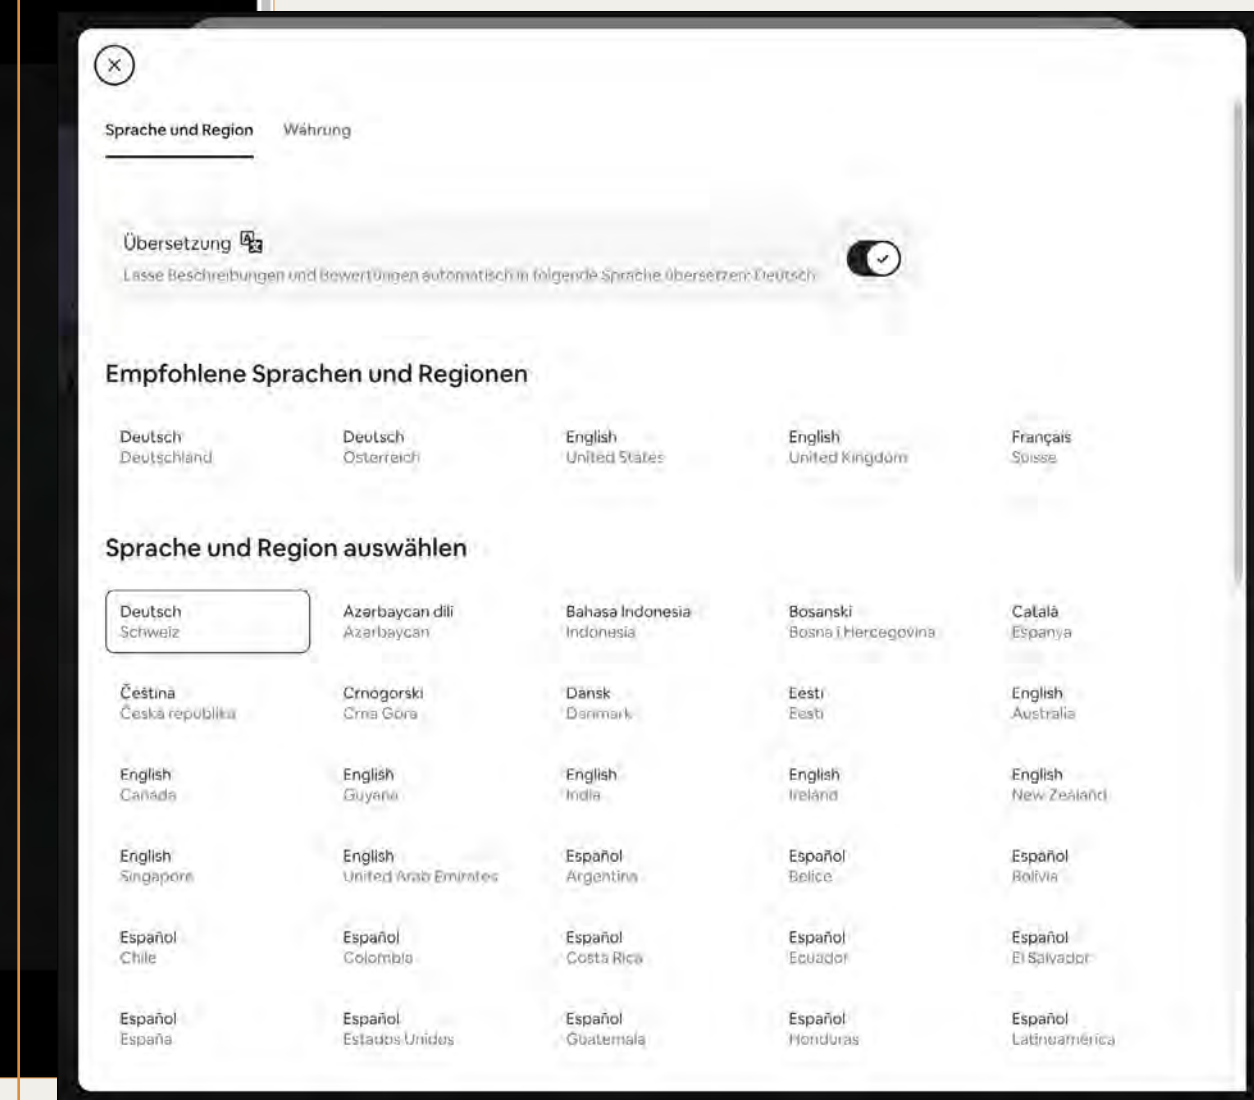 Sprache und Region Währung
Übersetzung
Lasse Beschreibungen und Bewertungen automatisch in folgende Sprache übersetzen: Deutsch
Empfohlene Sprachen und Regionen
Deutsch Deutsch English English Français
Deutschland Österreich United States United Kingdom Suisse
Sprache und Region auswählen
Deutsch Azərbaycan dili Bahasa Indonesia Bosanski Català
Schweiz Azərbaycan Indonesia Bosna i Hercegovina Espanya
Čeština Crnogorski Dansk Eesti English
Česká republika Crna Gora Danmark Eesti Australia
English English English English English
Canada Guyana India Ireland New Zealand
English English Español Español Español
Singapore United Arab Emirates Argentina Belice Bolivia
Español Español Español Español Español
Chile Colombia Costa Rica Ecuador El Salvador
Español Español Español Español Español
España Estados Unidos Guatemala Honduras Latinoamérica